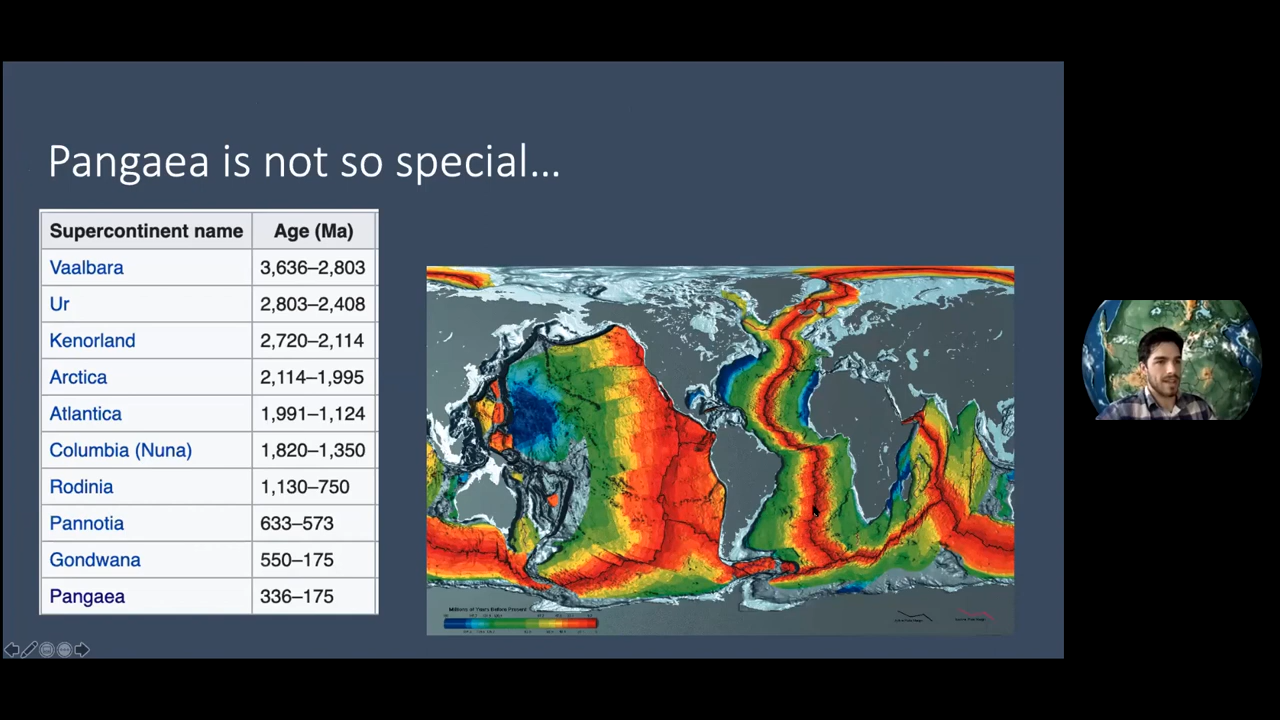 Pangaea is not so special...
Supercontinent name Age (Ma)
Vaalbara 3,636–2,803
Ur 2,803–2,408
Kenorland 2,720–2,114
Arctica 2,114–1,995
Atlantica 1,991–1,124
Columbia (Nuna) 1,820–1,350
Rodinia 1,130–750
Pannotia 633–573
Gondwana 550–175
Pangaea 336–175
Millions of Years Before Present